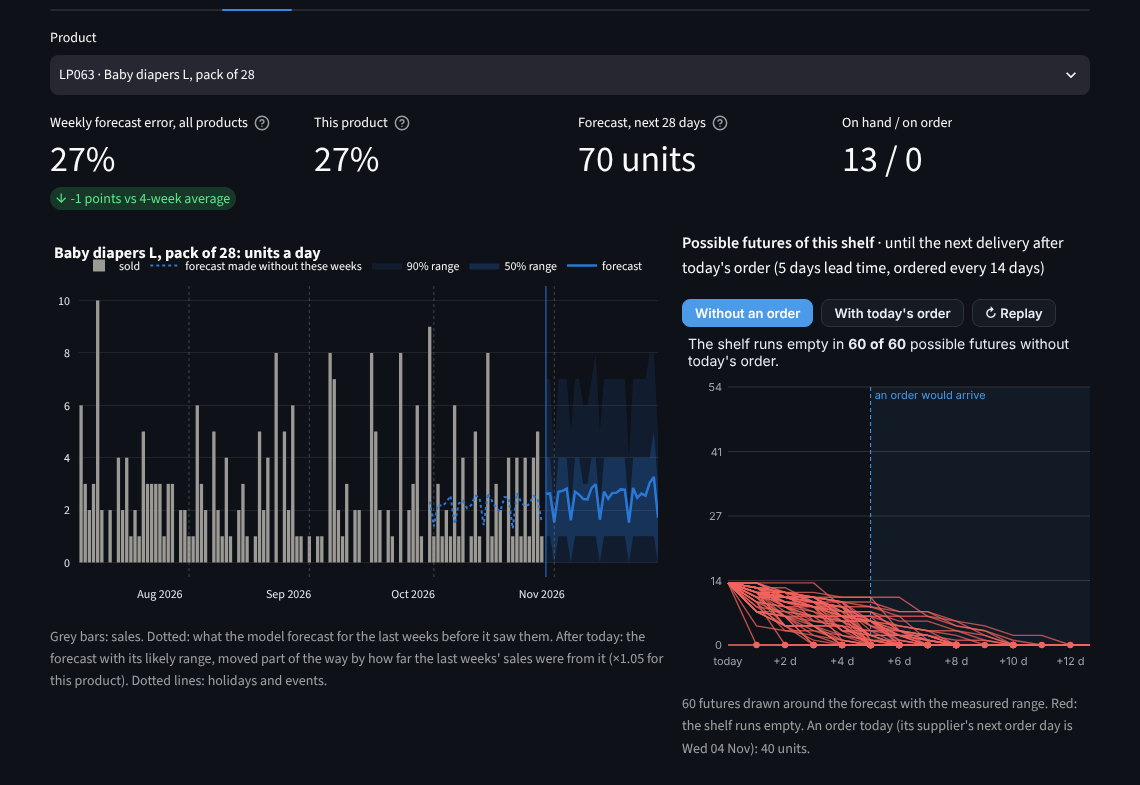 Product
LP063 · Baby diapers L, pack of 28
Weekly forecast error, all products
This product
Forecast, next 28 days
On hand / on order
27%
27%
70 units
13 / 0
↓ -1 points vs 4-week average
Baby diapers L, pack of 28: units a day
sold
forecast made without these weeks
90% range
50% range
forecast
10
8
6
4
2
0
Aug 2026
Sep 2026
Oct 2026
Nov 2026
Grey bars: sales. Dotted: what the model forecast for the last weeks before it saw them. After today: the
forecast with its likely range, moved part of the way by how far the last weeks' sales were from it (×1.05 for
this product). Dotted lines: holidays and events.
Possible futures of this shelf · until the next delivery after
today's order (5 days lead time, ordered every 14 days)
Without an order
With today's order
↻ Replay
The shelf runs empty in 60 of 60 possible futures without
today's order.
54
an order would arrive
41
27
14
0
today
+2 d
+4 d
+6 d
+8 d
+10 d
+12 d
60 futures drawn around the forecast with the measured range. Red:
the shelf runs empty. An order today (its supplier's next order day is
Wed 04 Nov): 40 units.